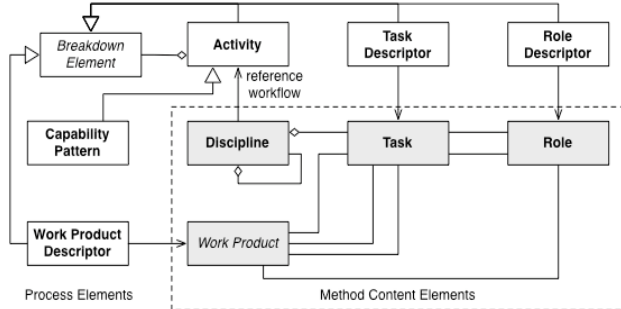 Breakdown
Element
Activity
Task
Descriptor
Role
Descriptor
reference
workflow
Capability
Pattern
Discipline
Task
Role
Work Product
Descriptor
Work Product
Process Elements
Method Content Elements